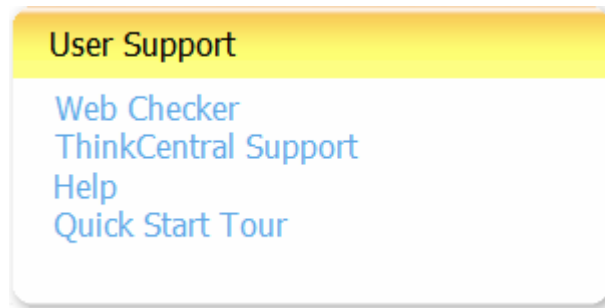 User Support
Web Checker
ThinkCentral Support
Help
Quick Start Tour